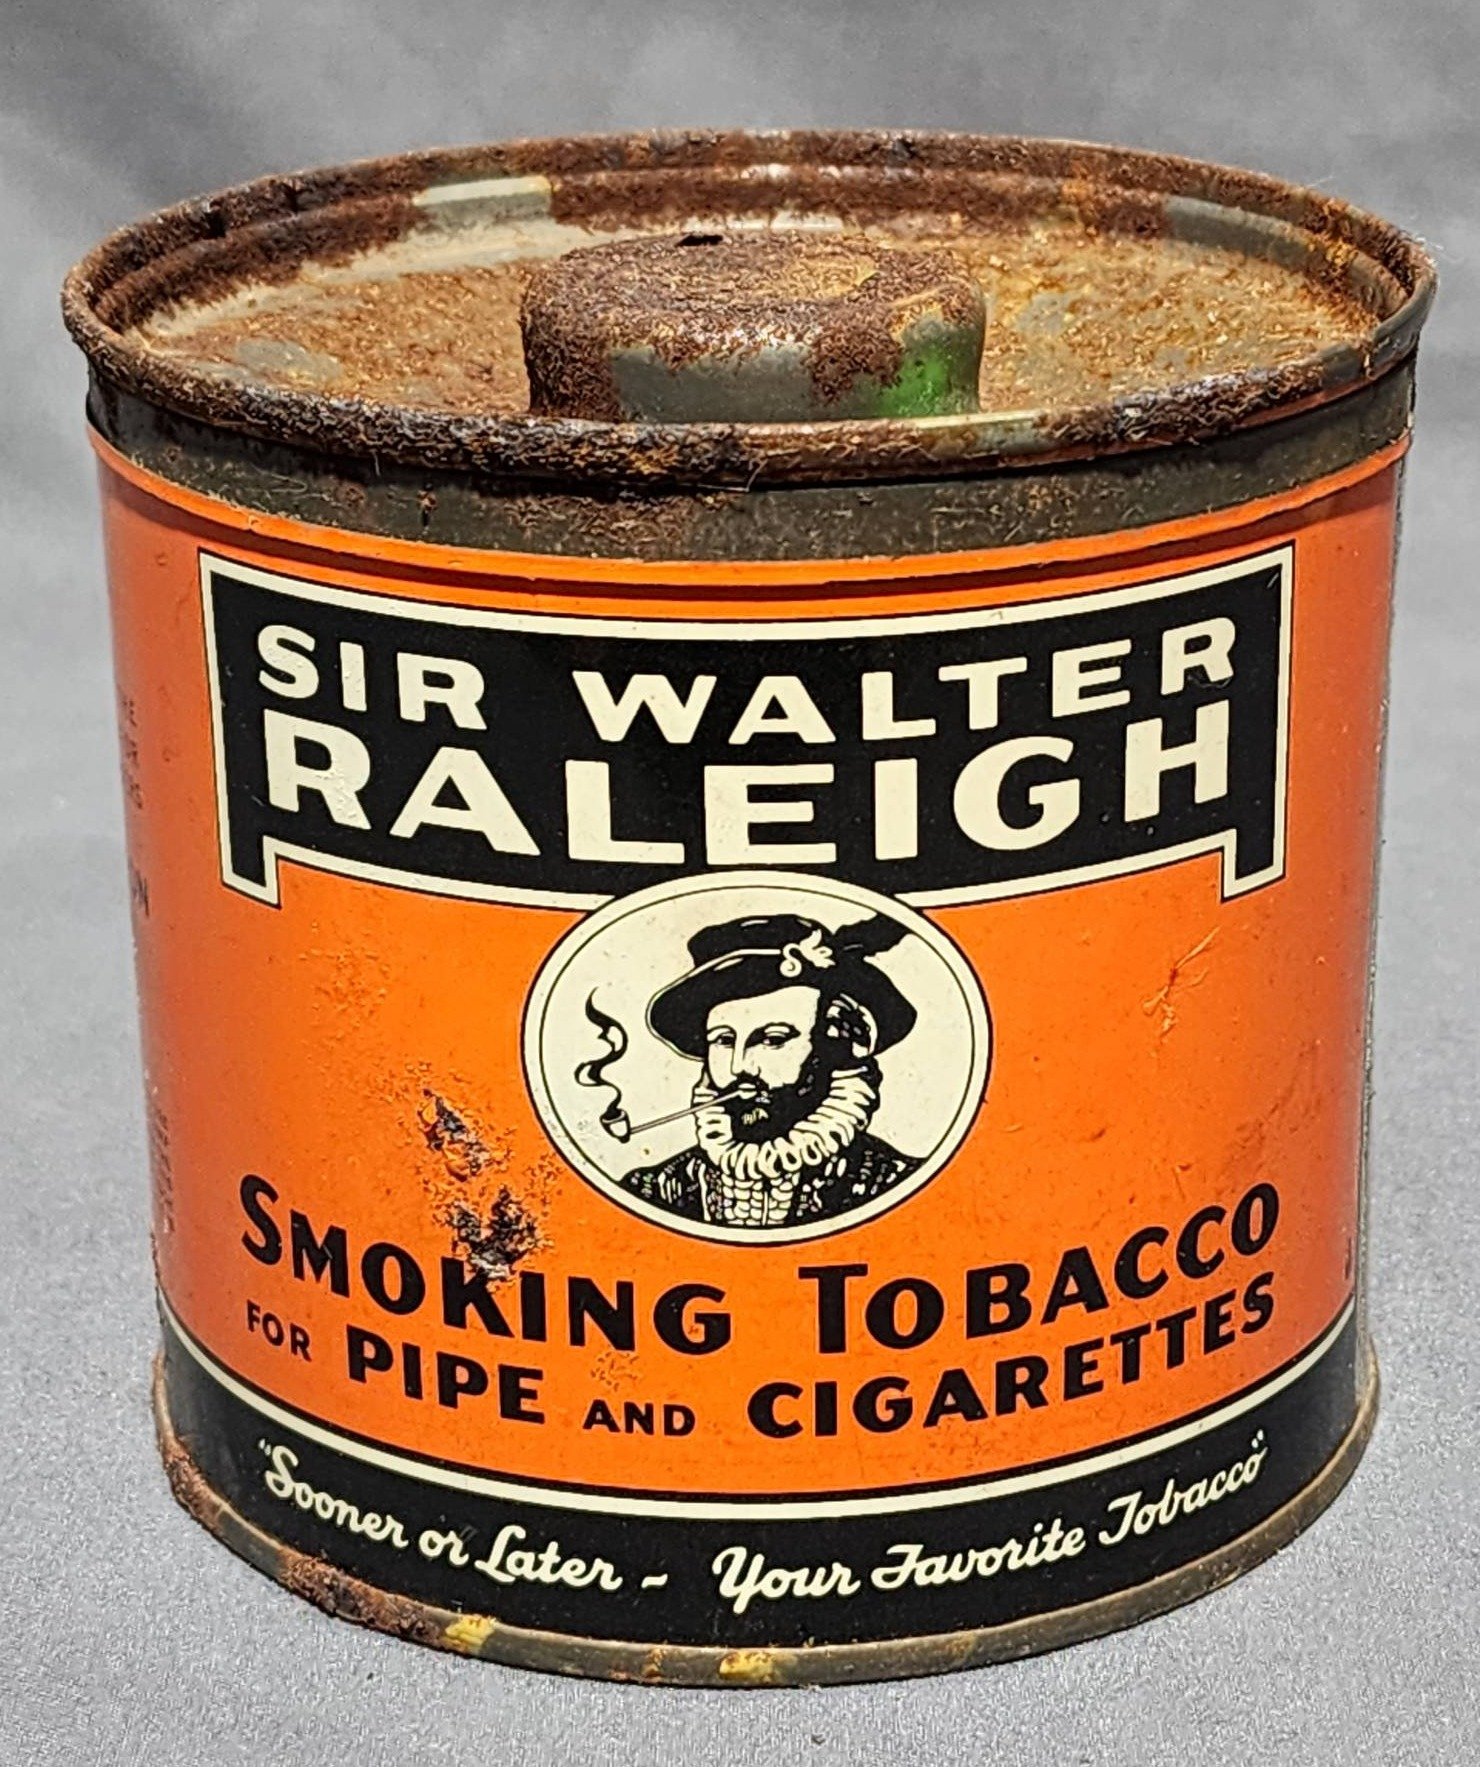 SIR WALTER
RALEIGH
SMOKING TOBACCO
FOR PIPE AND CIGARETTES
"Sooner or Later - Your Favorite Tobacco"